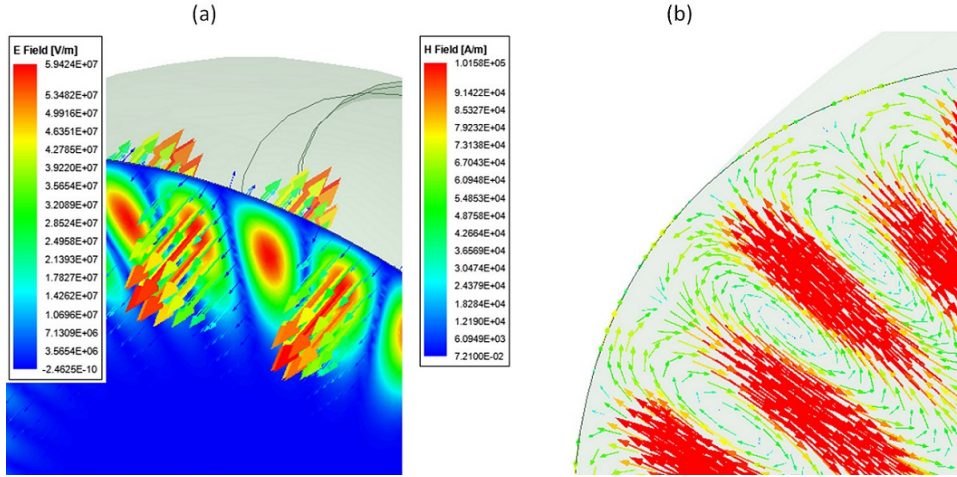 (a)
(b)
E Field [V/m]
5.9424E+07
5.3482E+07
4.9916E+07
4.6351E+07
4.2785E+07
3.9220E+07
3.5654E+07
3.2089E+07
2.8524E+07
2.4958E+07
2.1393E+07
1.7827E+07
1.4262E+07
1.0696E+07
7.1309E+06
3.5654E+06
-2.4625E-10
H Field [A/m]
1.0158E+05
9.1422E+04
8.5327E+04
7.9232E+04
7.3138E+04
6.7043E+04
6.0948E+04
5.4853E+04
4.8758E+04
4.2664E+04
3.6569E+04
3.0474E+04
2.4379E+04
1.8284E+04
1.2190E+04
6.0949E+03
7.2100E-02